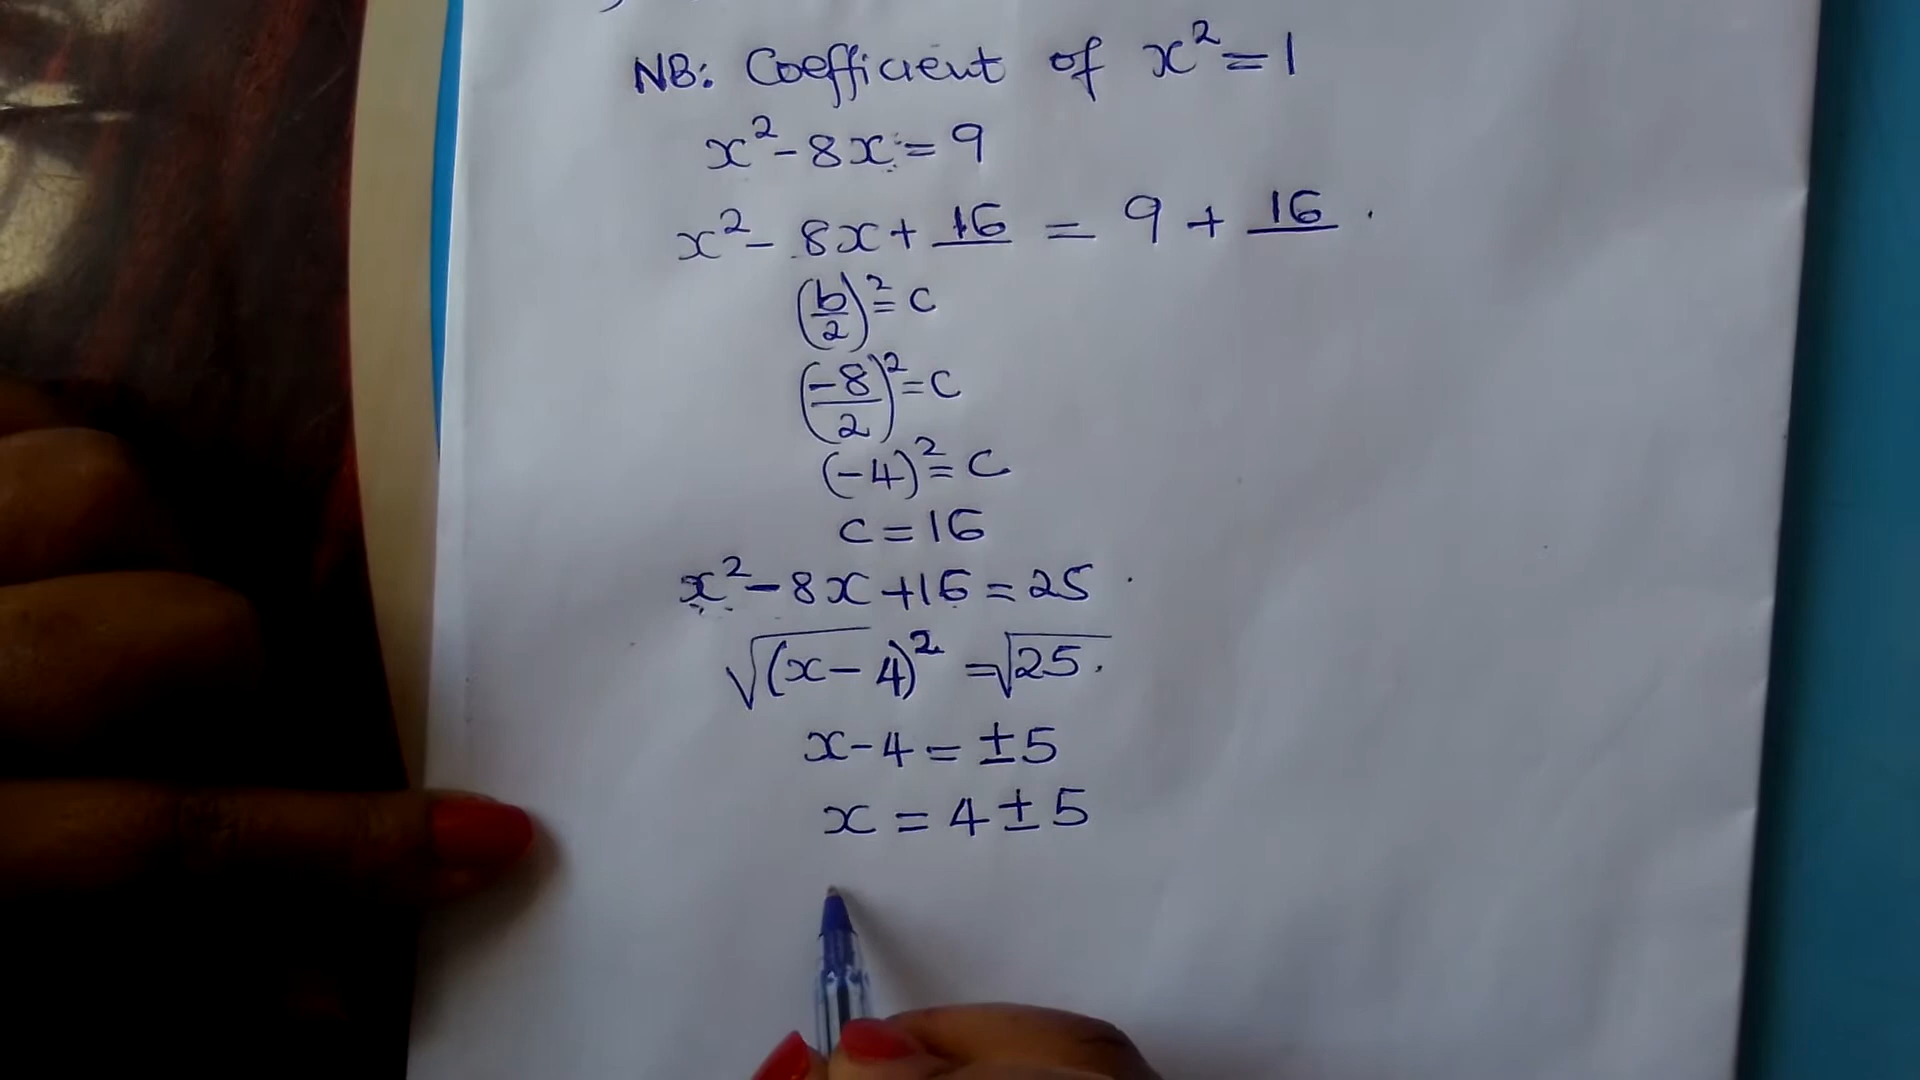 NB: Coefficient of x² = 1
x² - 8x = 9
x² - 8x + 16 = 9 + 16
(b/2)² = c
(-8/2)² = c
(-4)² = c
c = 16
x² - 8x + 16 = 25
√(x - 4)² = √25
x - 4 = ±5
x = 4 ± 5